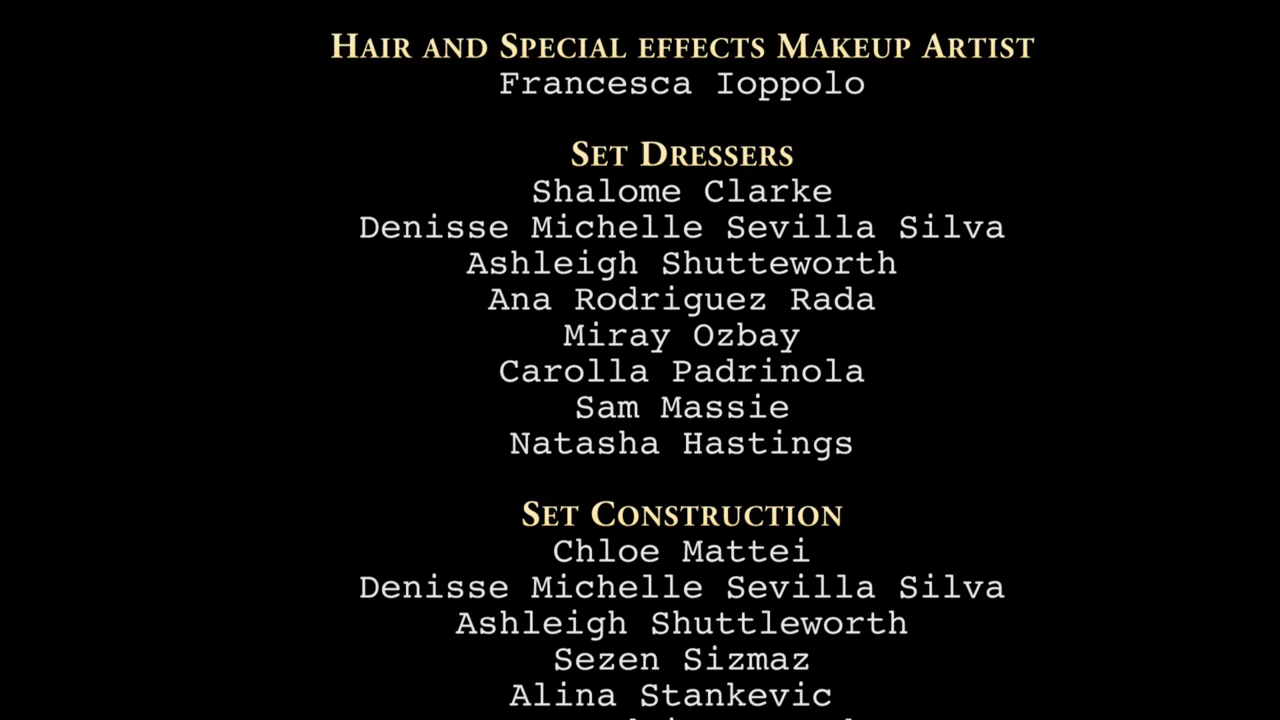 Hair and Special effects Makeup Artist
Francesca Ioppolo
Set Dressers
Shalome Clarke
Denisse Michelle Sevilla Silva
Ashleigh Shutteworth
Ana Rodriguez Rada
Miray Ozbay
Carolla Padrinola
Sam Massie
Natasha Hastings
Set Construction
Chloe Mattei
Denisse Michelle Sevilla Silva
Ashleigh Shuttleworth
Sezen Sizmaz
Alina Stankevic